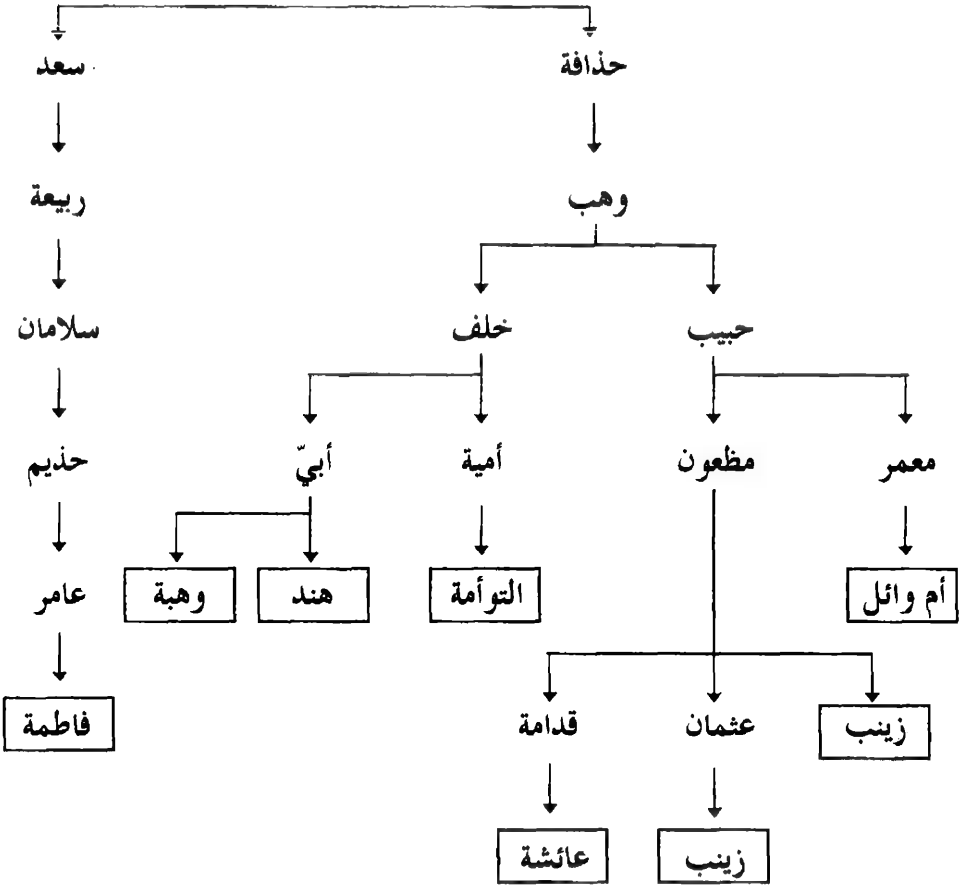 حذافة سعد
وهب ربيعة
حبيب خلف سلامان
معمر مظعون أمية أبيّ حذيم
أم وائل التوأمة هند وهبة عامر
زينب عثمان قدامة فاطمة
زينب عائشة